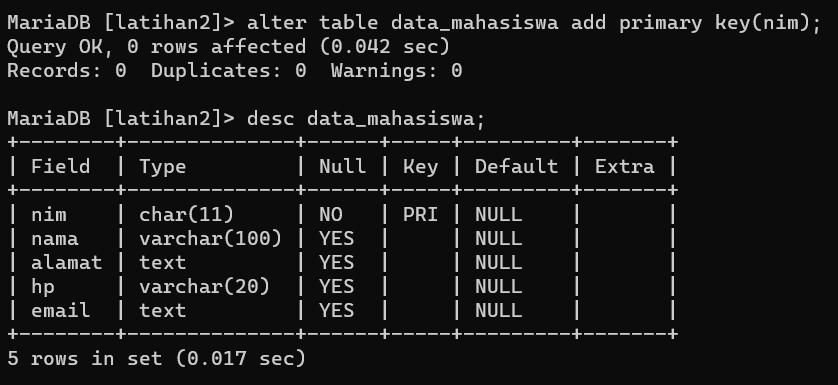 MariaDB [latihan2]> alter table data_mahasiswa add primary key(nim);
Query OK, 0 rows affected (0.042 sec)
Records: 0  Duplicates: 0  Warnings: 0

MariaDB [latihan2]> desc data_mahasiswa;
+--------+--------------+------+-----+---------+-------+
| Field  | Type         | Null | Key | Default | Extra |
+--------+--------------+------+-----+---------+-------+
| nim    | char(11)     | NO   | PRI | NULL    |       |
| nama   | varchar(100) | YES  |     | NULL    |       |
| alamat | text         | YES  |     | NULL    |       |
| hp     | varchar(20)  | YES  |     | NULL    |       |
| email  | text         | YES  |     | NULL    |       |
+--------+--------------+------+-----+---------+-------+
5 rows in set (0.017 sec)